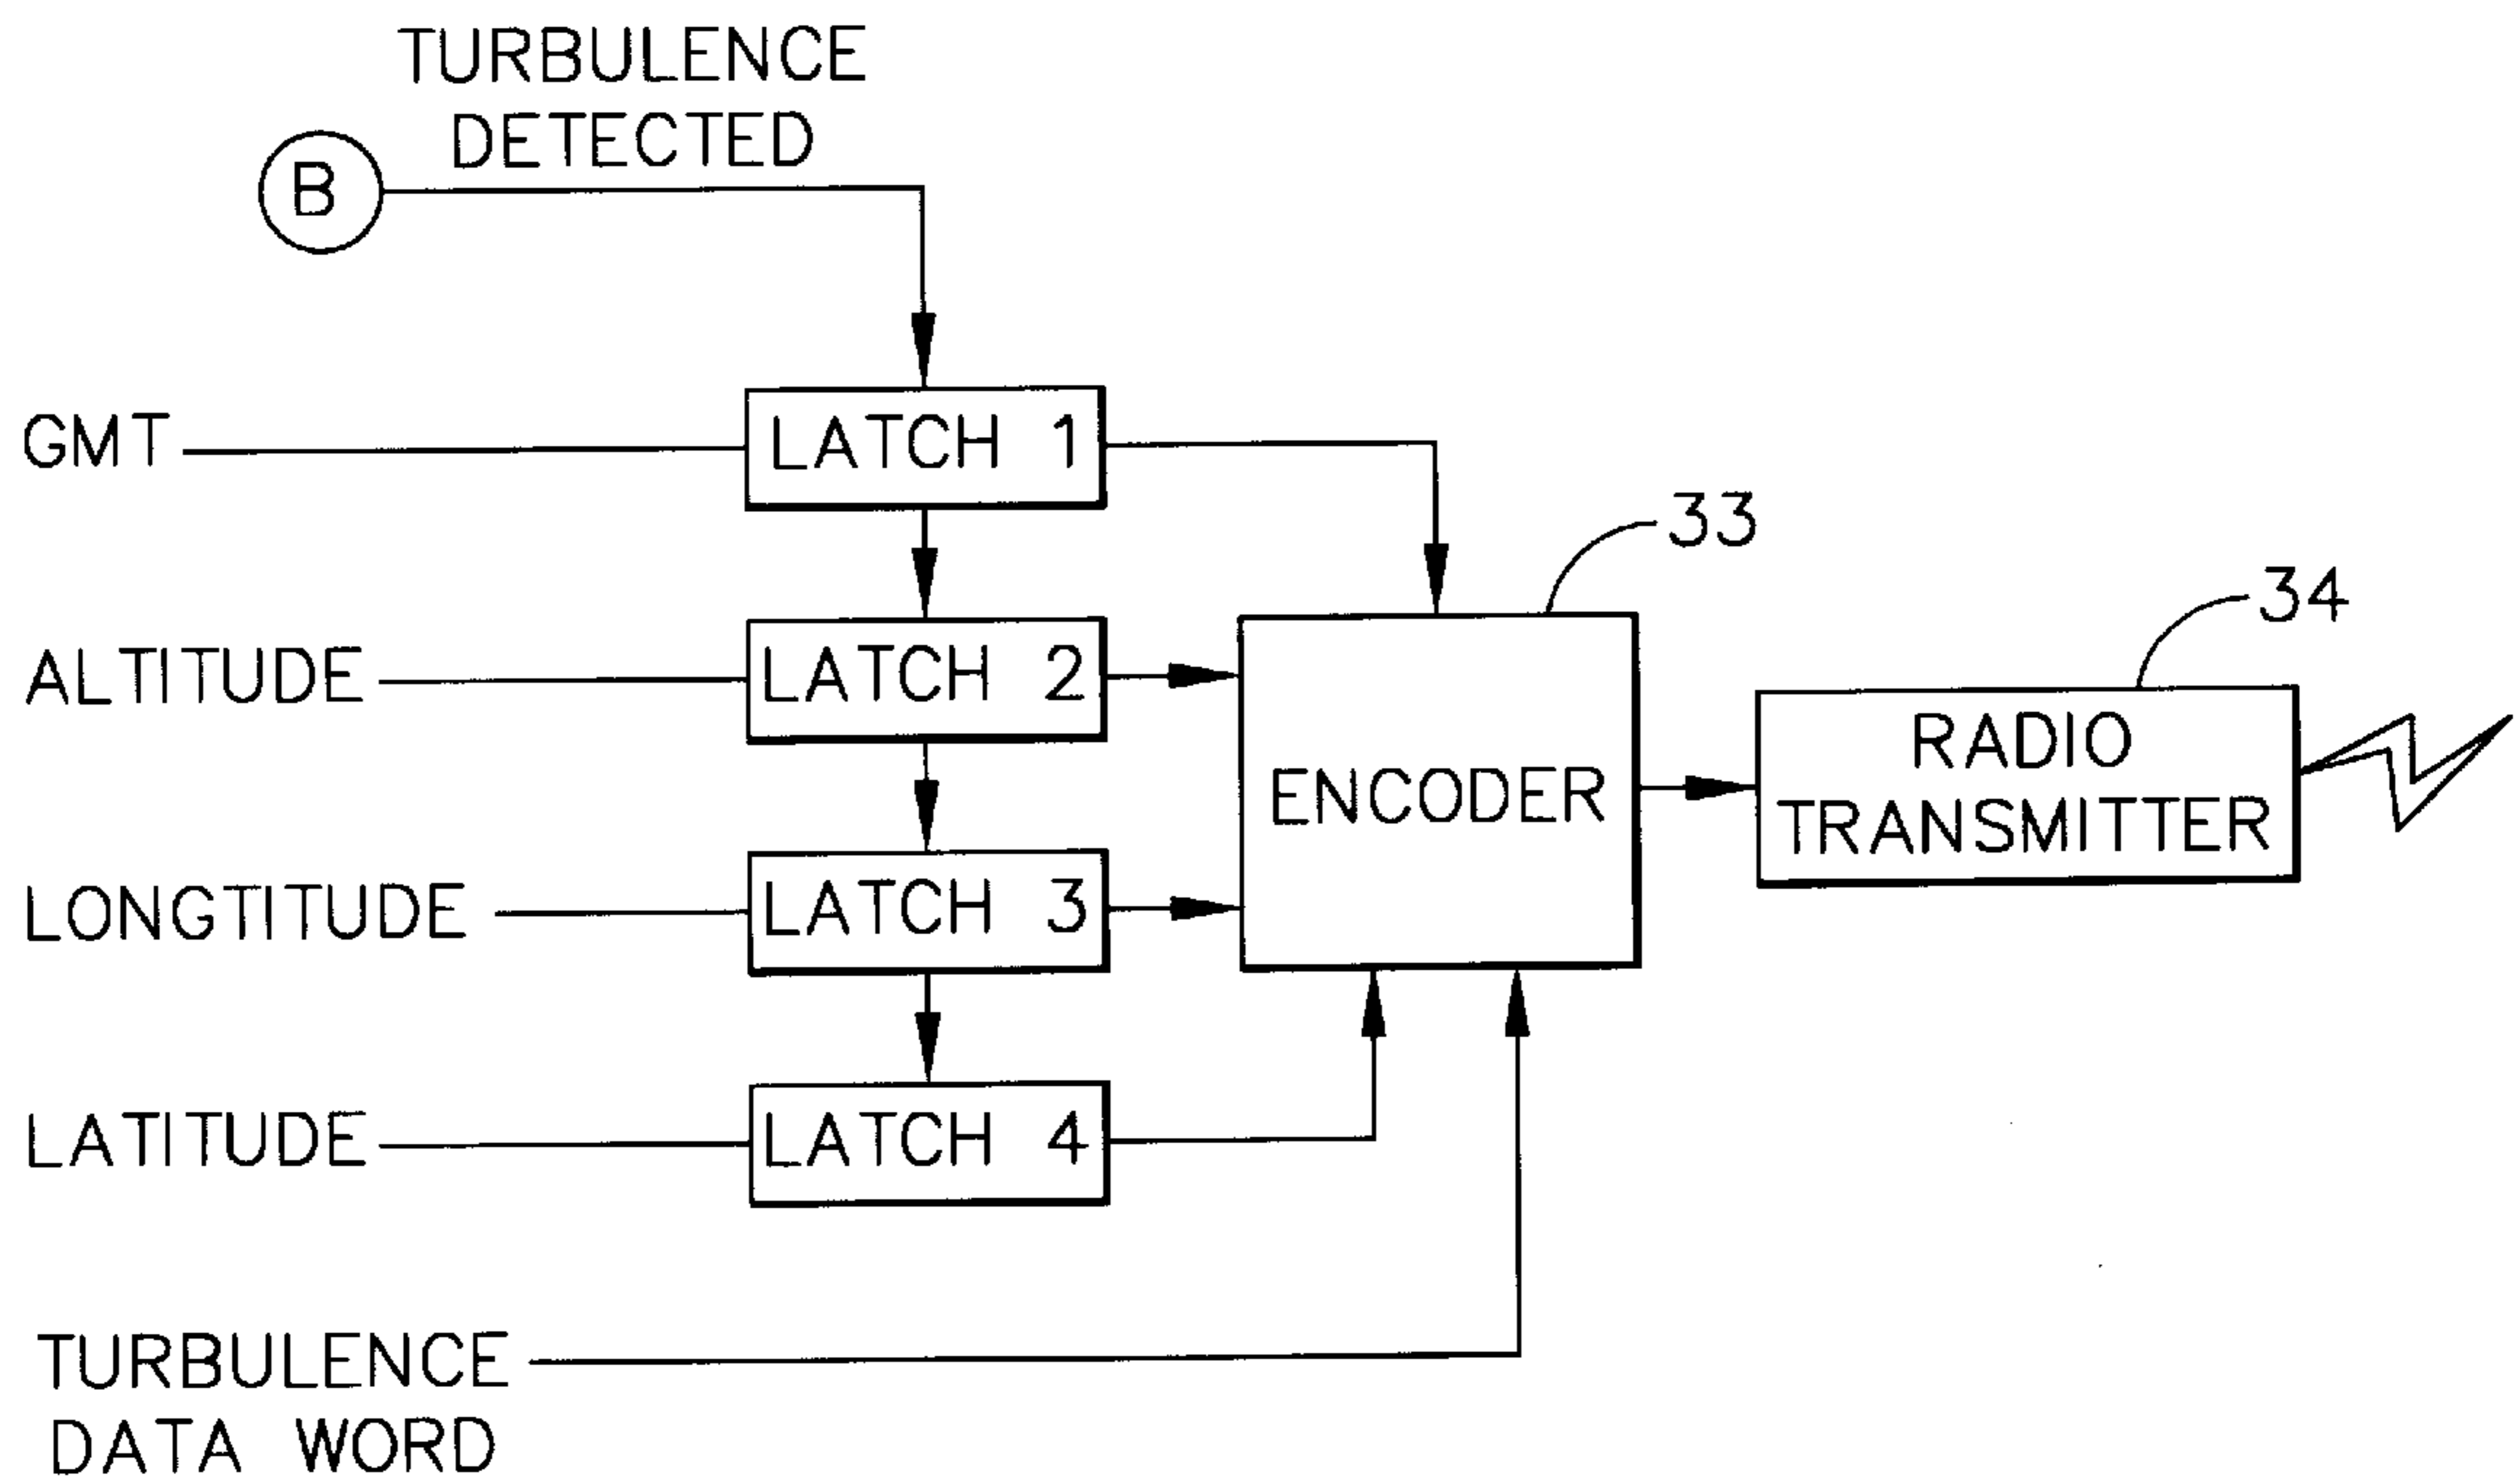 TURBULENCE
DETECTED
B
GMT
LATCH 1
33
34
ALTITUDE
LATCH 2
RADIO
TRANSMITTER
ENCODER
LONGTITUDE
LATCH 3
LATITUDE
LATCH 4
TURBULENCE
DATA WORD